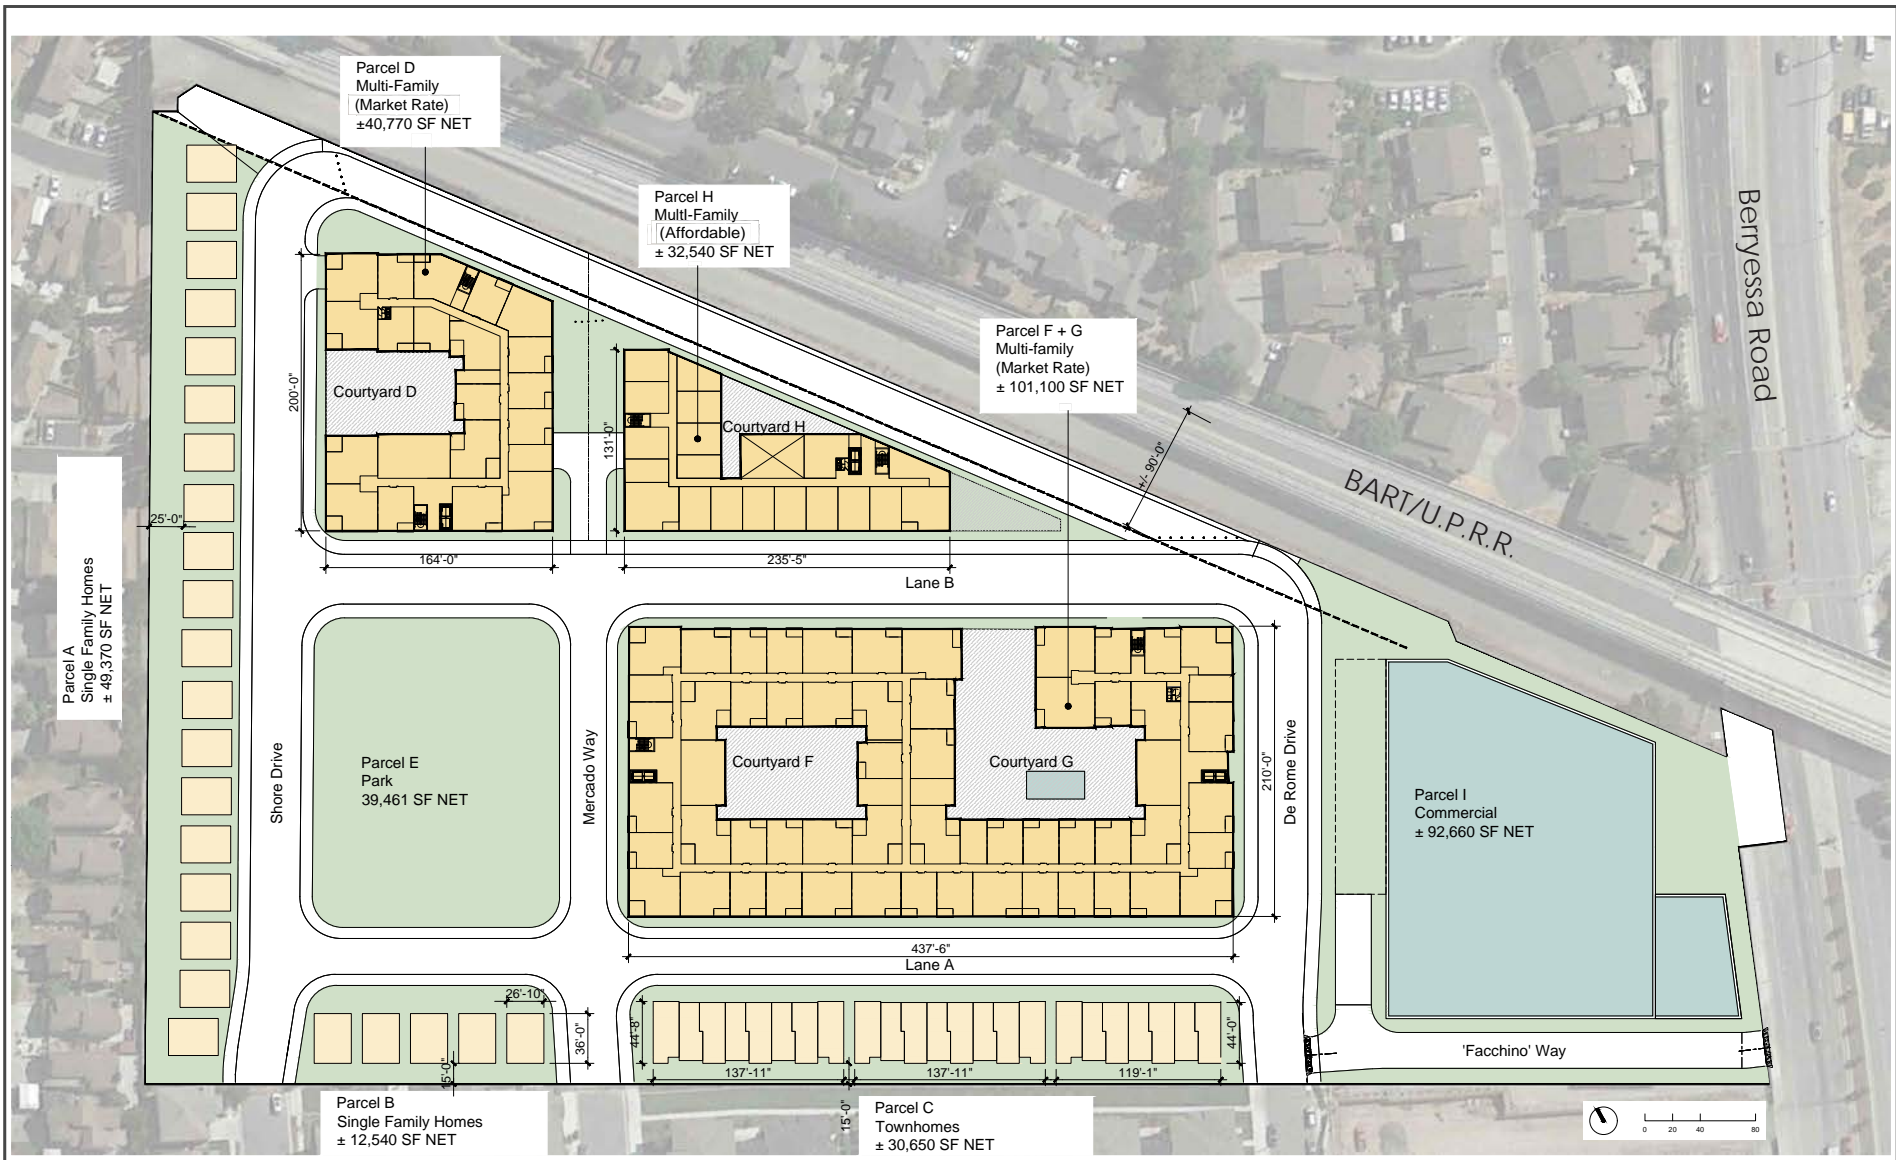 Parcel D
Multi-Family
(Market Rate)
±40,770 SF NET
Parcel H
MultI-Family
(Affordable)
± 32,540 SF NET
Parcel F + G
Multi-family
(Market Rate)
± 101,100 SF NET
Berryessa Road
BART/U.P.R.R.
+/- 90'-0"
Courtyard D
200'-0"
Courtyard H
131'-0"
164'-0"
235'-5"
Lane B
25'-0"
Parcel A
Single Family Homes
± 49,370 SF NET
Shore Drive
Parcel E
Park
39,461 SF NET
Mercado Way
Courtyard F
Courtyard G
210'-0"
De Rome Drive
Parcel I
Commercial
± 92,660 SF NET
437'-6"
Lane A
26'-10"
36'-0"
15'-0"
44'-8"
137'-11"
137'-11"
119'-1"
44'-0"
15'-0"
'Facchino' Way
Parcel B
Single Family Homes
± 12,540 SF NET
Parcel C
Townhomes
± 30,650 SF NET
0 20 40 80